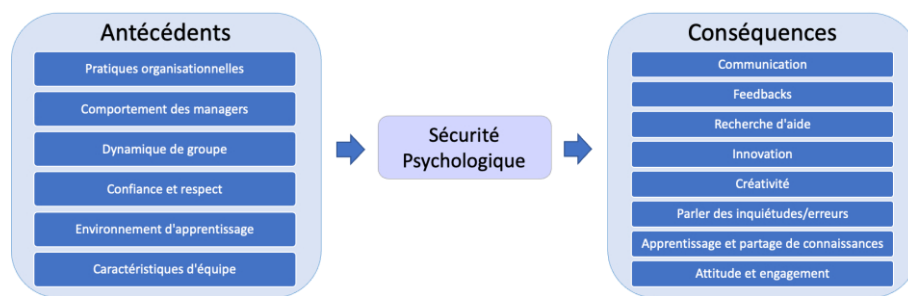 Antécédents
Pratiques organisationnelles
Comportement des managers
Dynamique de groupe
Confiance et respect
Environnement d'apprentissage
Caractéristiques d'équipe
Sécurité
Psychologique
Conséquences
Communication
Feedbacks
Recherche d'aide
Innovation
Créativité
Parler des inquiétudes/erreurs
Apprentissage et partage de connaissances
Attitude et engagement